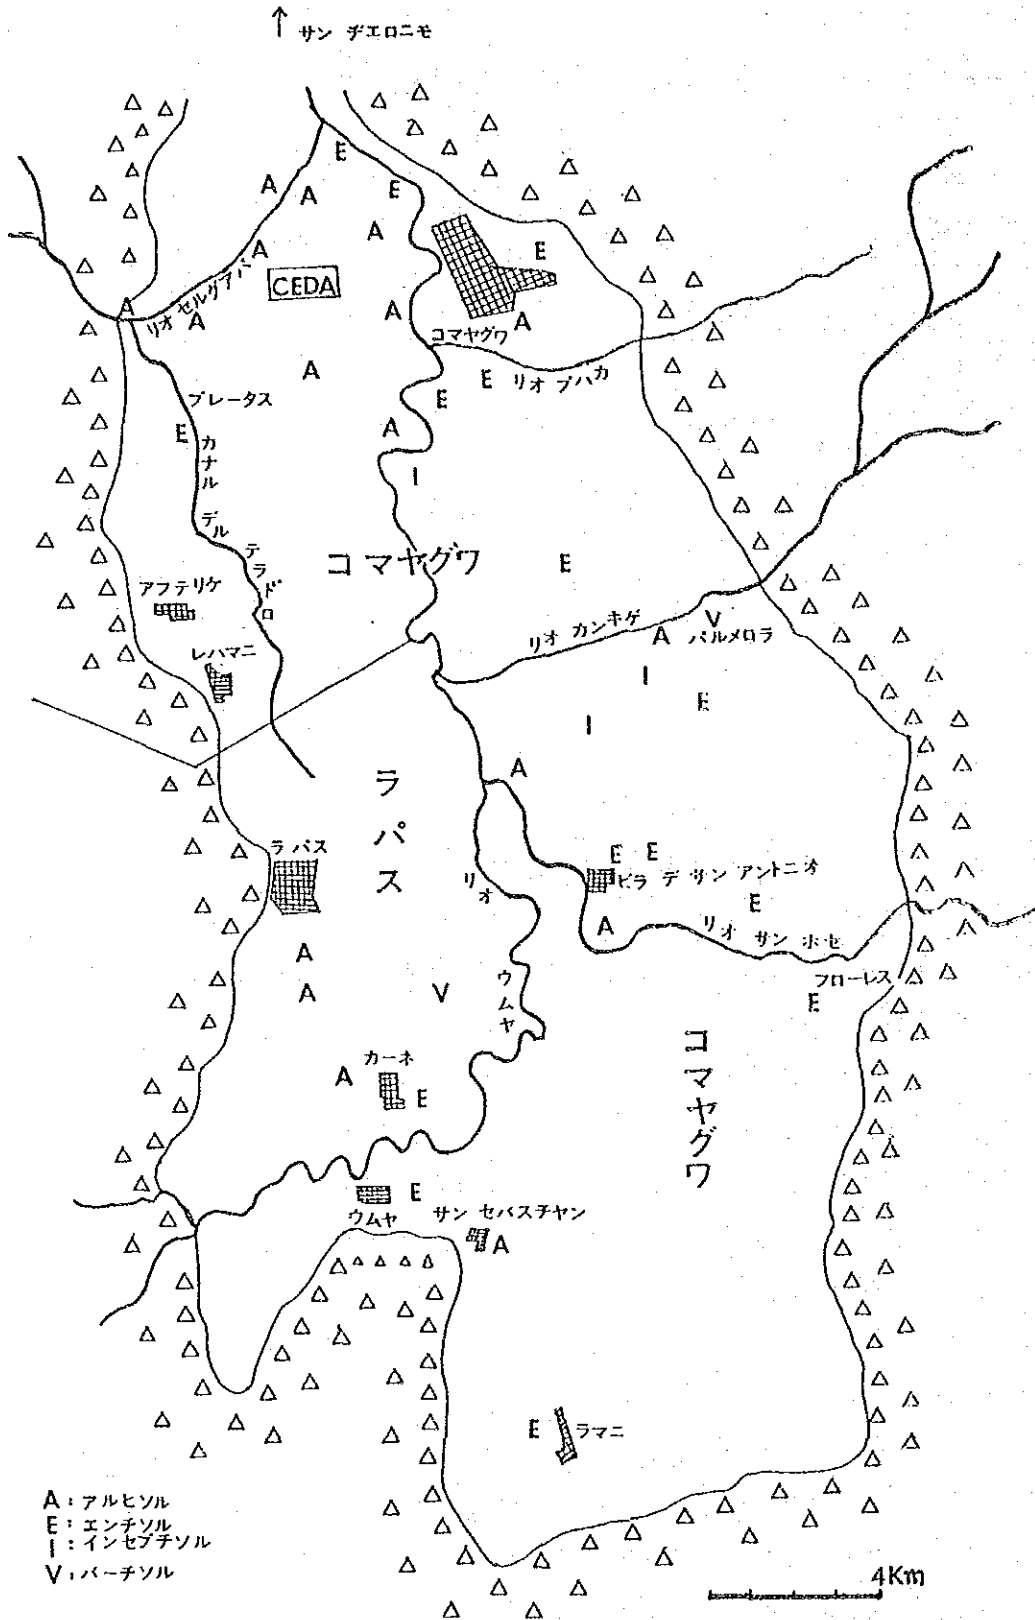 ↑ サン ヂエロニモ
E
E
A
A
A
E
A
CEDA
リオ セルグアパ
A
A
A
A
コマヤグワ
E
リオ プハカ
A
プレータス
E
E
A
カナル デル テラドロ
I
コマヤグワ
E
アフテリケ
リオ カンキゲ
V
A
パルメロラ
レハマニ
I
E
I
ラパス
A
ラパス
E E
ビラ デ サン アントニオ
リオ ウムヤ
E
A
リオ サン ホセ
A
フローレス
A
V
E
コマヤグワ
カーネ
A
E
E
ウムヤ
サン セバスチヤン
A
E
ラマニ
A:アルヒソル
E:エンチソル
I:インセプチソル
V:バーチソル
4Km